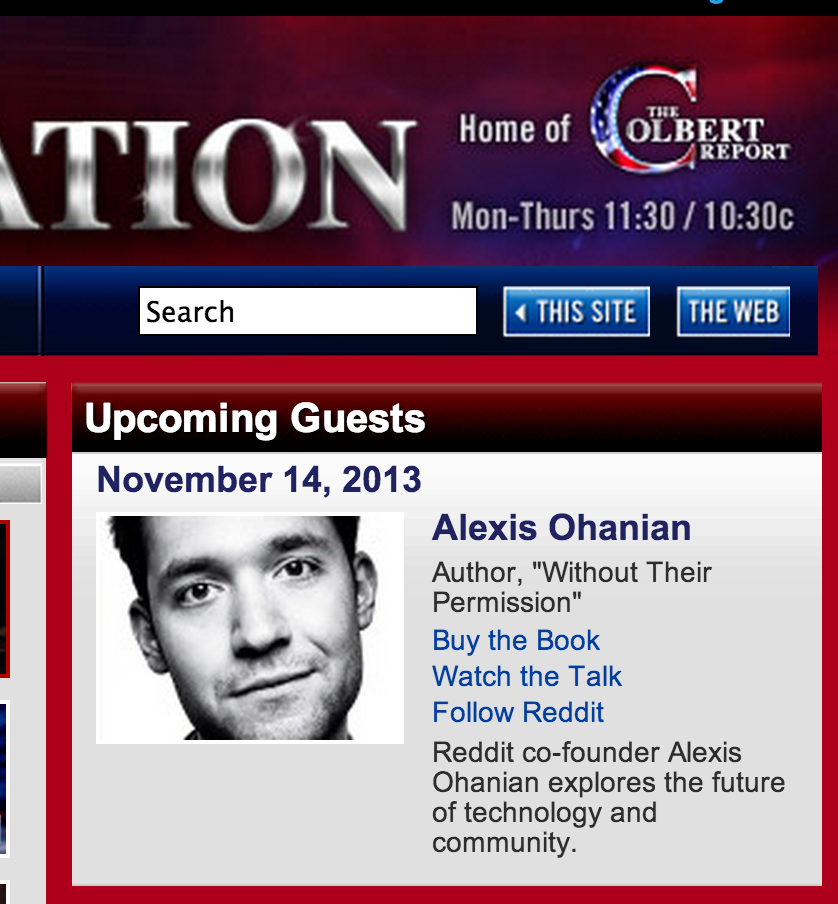 ATION
Home of THE COLBERT REPORT
Mon-Thurs 11:30 / 10:30c
Search
THIS SITE
THE WEB
Upcoming Guests
November 14, 2013
Alexis Ohanian
Author, "Without Their
Permission"
Buy the Book
Watch the Talk
Follow Reddit
Reddit co-founder Alexis
Ohanian explores the future
of technology and
community.